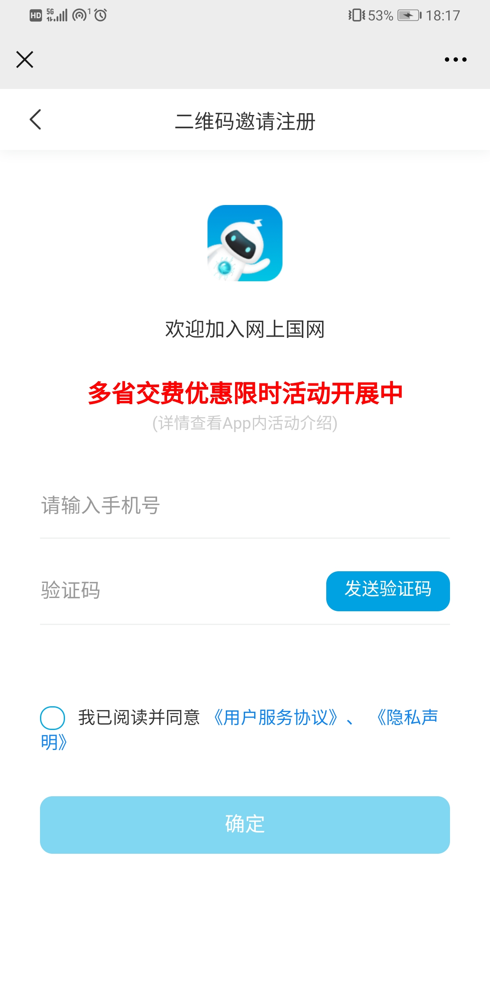 HD 5G 1 53% 18:17
二维码邀请注册
欢迎加入网上国网
多省交费优惠限时活动开展中
(详情查看App内活动介绍)
请输入手机号
验证码 发送验证码
我已阅读并同意 《用户服务协议》、 《隐私声
明》
确定